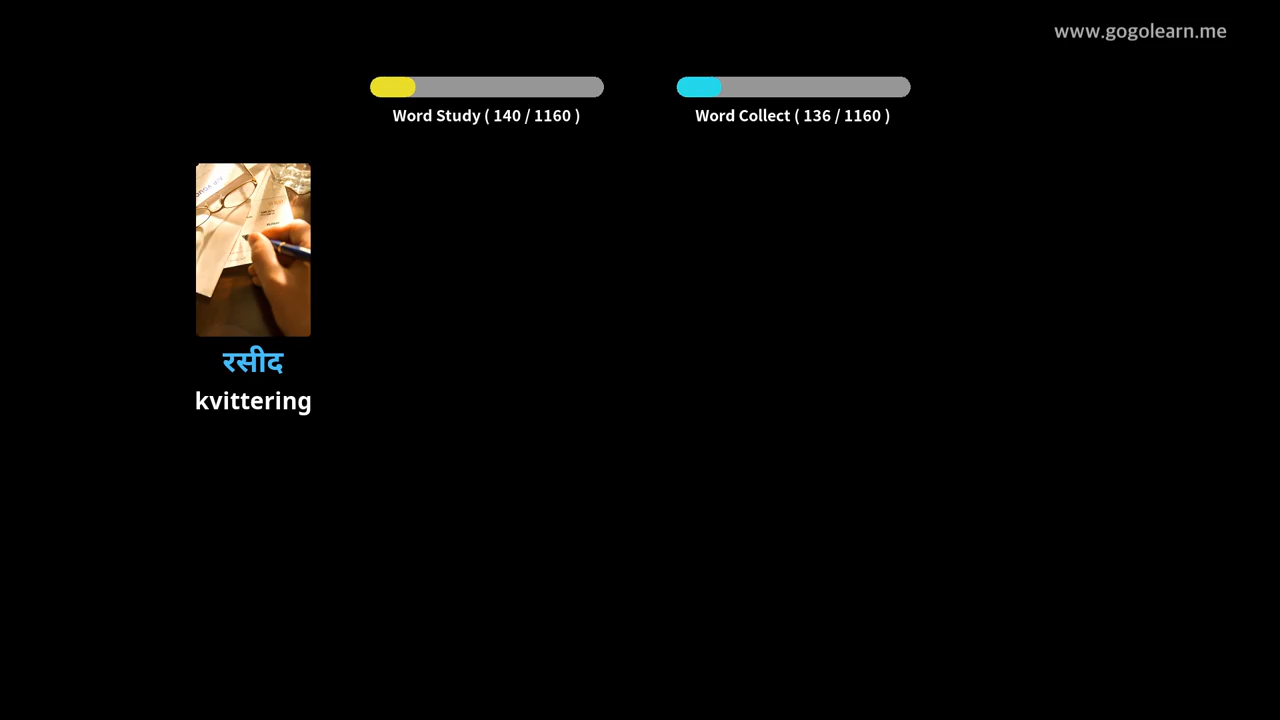 www.gogolearn.me
Word Study ( 140 / 1160 )
Word Collect ( 136 / 1160 )
रसीद
kvittering